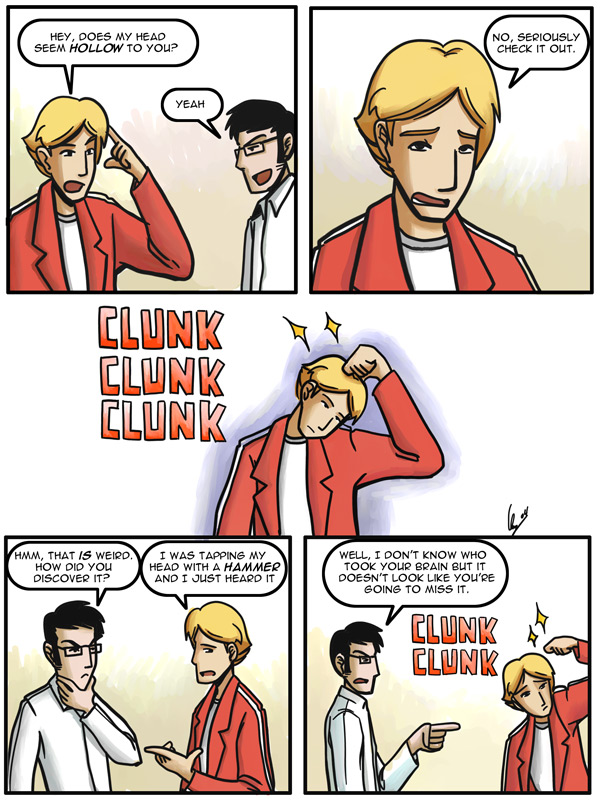 HEY, DOES MY HEAD
SEEM HOLLOW TO YOU?
YEAH
NO, SERIOUSLY
CHECK IT OUT.
CLUNK
CLUNK
CLUNK
HMM, THAT IS WEIRD.
HOW DID YOU
DISCOVER IT?
I WAS TAPPING MY
HEAD WITH A HAMMER
AND I JUST HEARD IT
WELL, I DON'T KNOW WHO
TOOK YOUR BRAIN BUT IT
DOESN'T LOOK LIKE YOU'RE
GOING TO MISS IT.
CLUNK
CLUNK